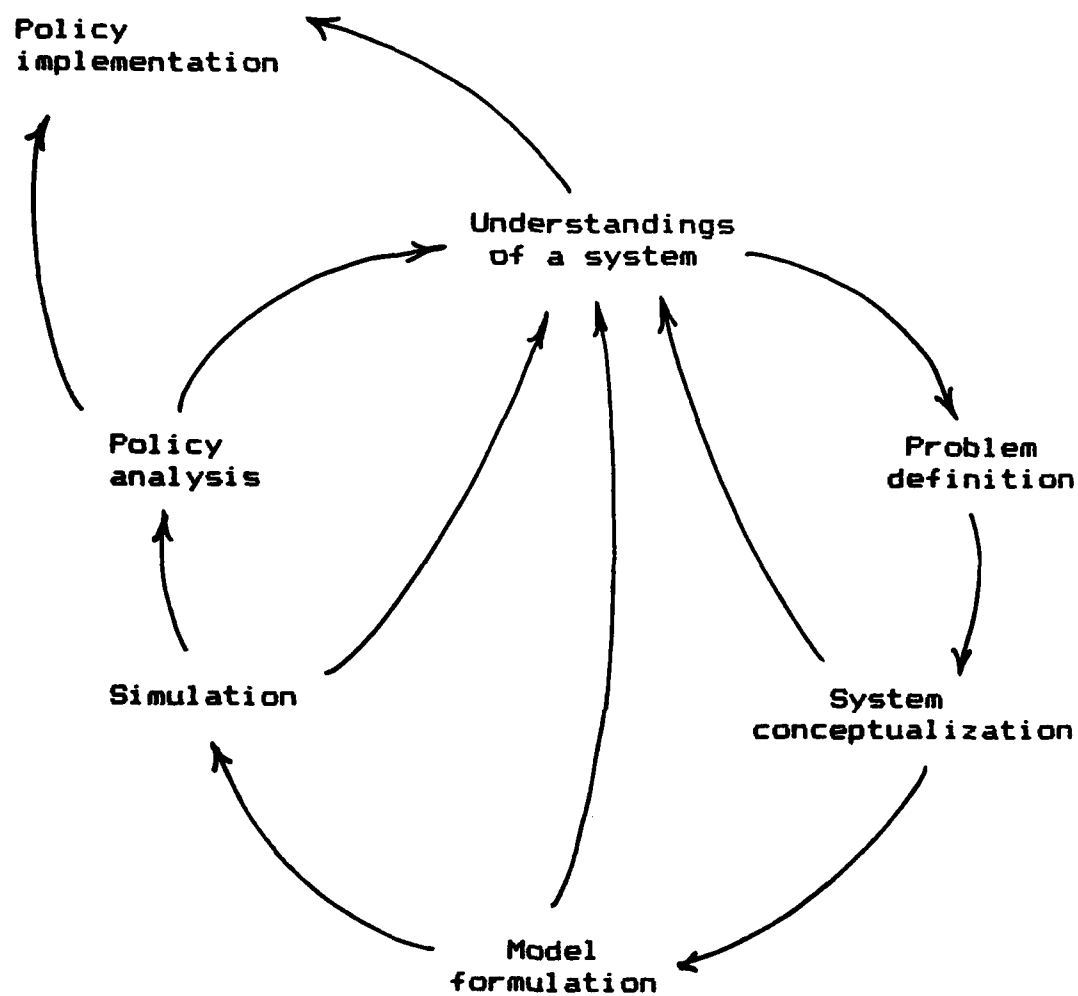 Policy
implementation
Understandings
of a system
Policy
analysis
Problem
definition
Simulation
System
conceptualization
Model
formulation